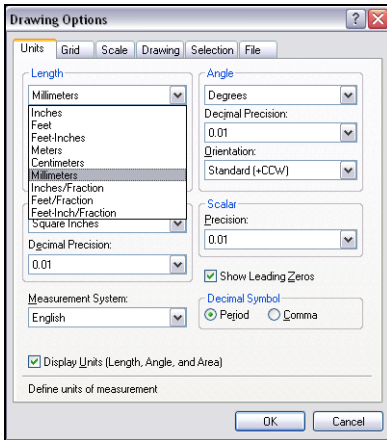 Drawing Options
Units Grid Scale Drawing Selection File
Length
Millimeters
Inches
Feet
Feet-Inches
Meters
Centimeters
Millimeters
Inches/Fraction
Feet/Fraction
Feet-Inch/Fraction
Square Inches
Decimal Precision:
0.01
Measurement System:
English
Angle
Degrees
Decimal Precision:
0.01
Orientation:
Standard (+CCW)
Scalar
Precision:
0.01
Show Leading Zeros
Decimal Symbol
Period Comma
Display Units (Length, Angle, and Area)
Define units of measurement
OK Cancel